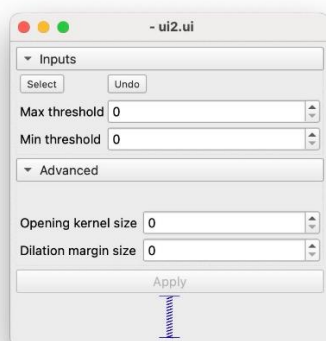 - ui2.ui
Inputs
Select Undo
Max threshold 0
Min threshold 0
Advanced
Opening kernel size 0
Dilation margin size 0
Apply